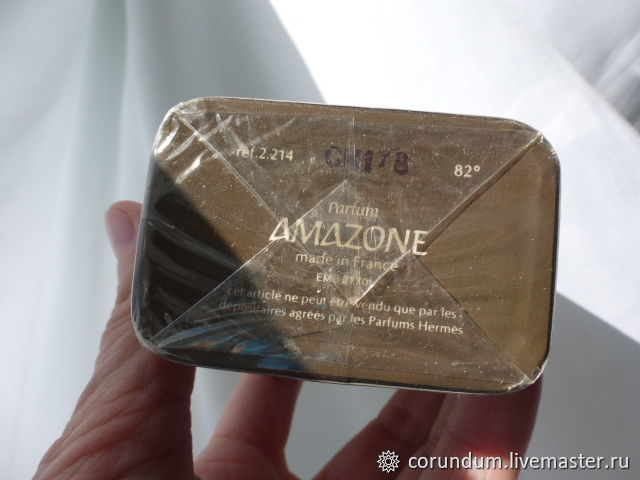 réf.2.214
82°
Parfum
AMAZONE
made in France
cet article ne peut être vendu que par les
dépositaires agréés par les Parfums Hermès
corundum.livemaster.ru